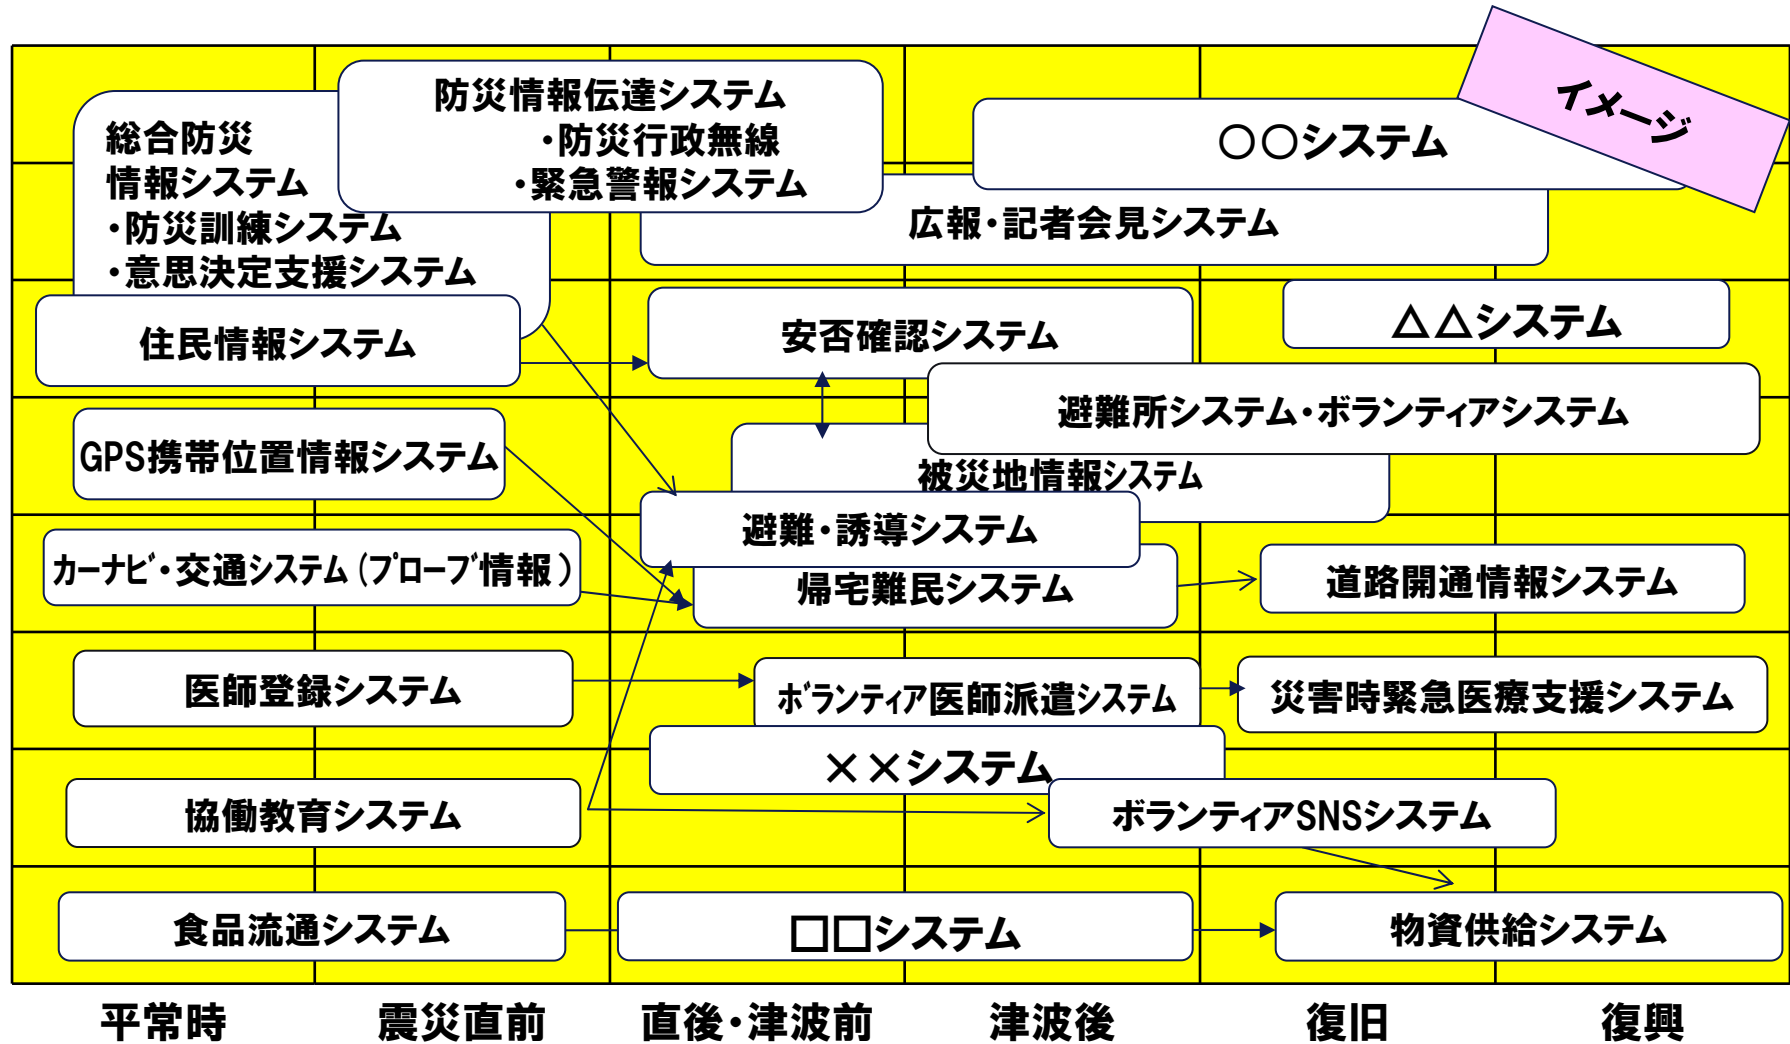 イメージ
防災情報伝達システム
・防災行政無線
・緊急警報システム
総合防災
情報システム
・防災訓練システム
・意思決定支援システム
○○システム
広報・記者会見システム
住民情報システム
安否確認システム
△△システム
避難所システム・ボランティアシステム
GPS携帯位置情報システム
被災地情報システム
避難・誘導システム
カーナビ・交通システム（プローブ情報）
帰宅難民システム
道路開通情報システム
医師登録システム
ボランティア医師派遣システム
災害時緊急医療支援システム
××システム
協働教育システム
ボランティアSNSシステム
食品流通システム
□□システム
物資供給システム
平常時
震災直前
直後・津波前
津波後
復旧
復興